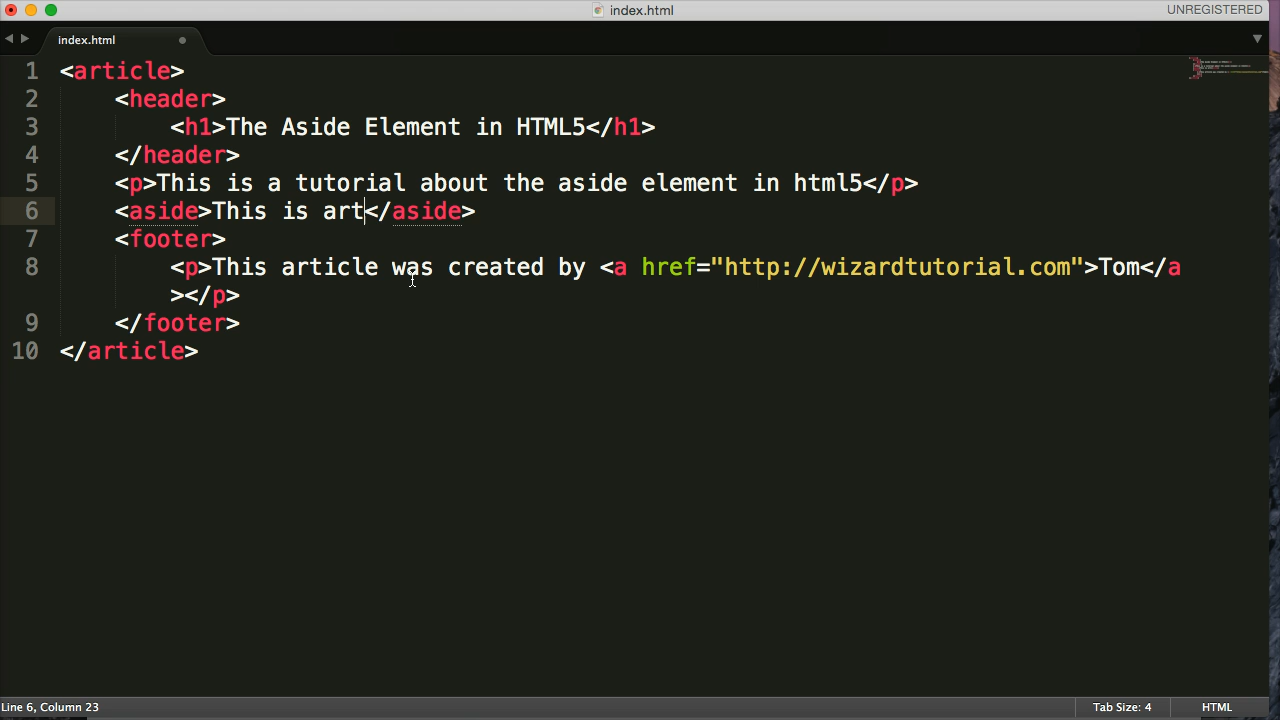 index.html
UNREGISTERED
index.html
1 <article>
2 <header>
3 <h1>The Aside Element in HTML5</h1>
4 </header>
5 <p>This is a tutorial about the aside element in html5</p>
6 <aside>This is art</aside>
7 <footer>
8 <p>This article was created by <a href="http://wizardtutorial.com">Tom</a
></p>
9 </footer>
10 </article>
Line 6, Column 23
Tab Size: 4
HTML